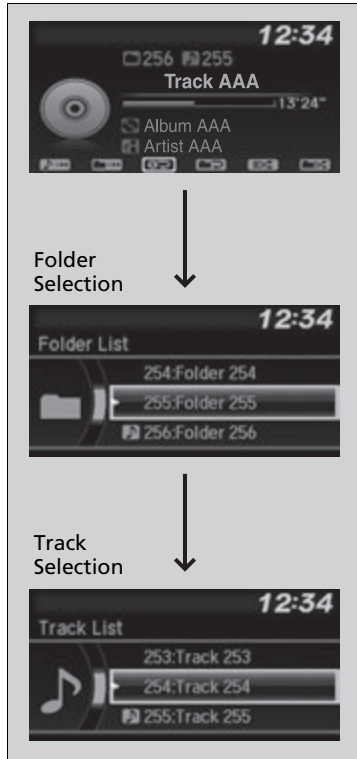 12:34
256 255
Track AAA
13'24"
Album AAA
Artist AAA
Folder
Selection
12:34
Folder List
254:Folder 254
255:Folder 255
256:Folder 256
Track
Selection
12:34
Track List
253:Track 253
254:Track 254
255:Track 255